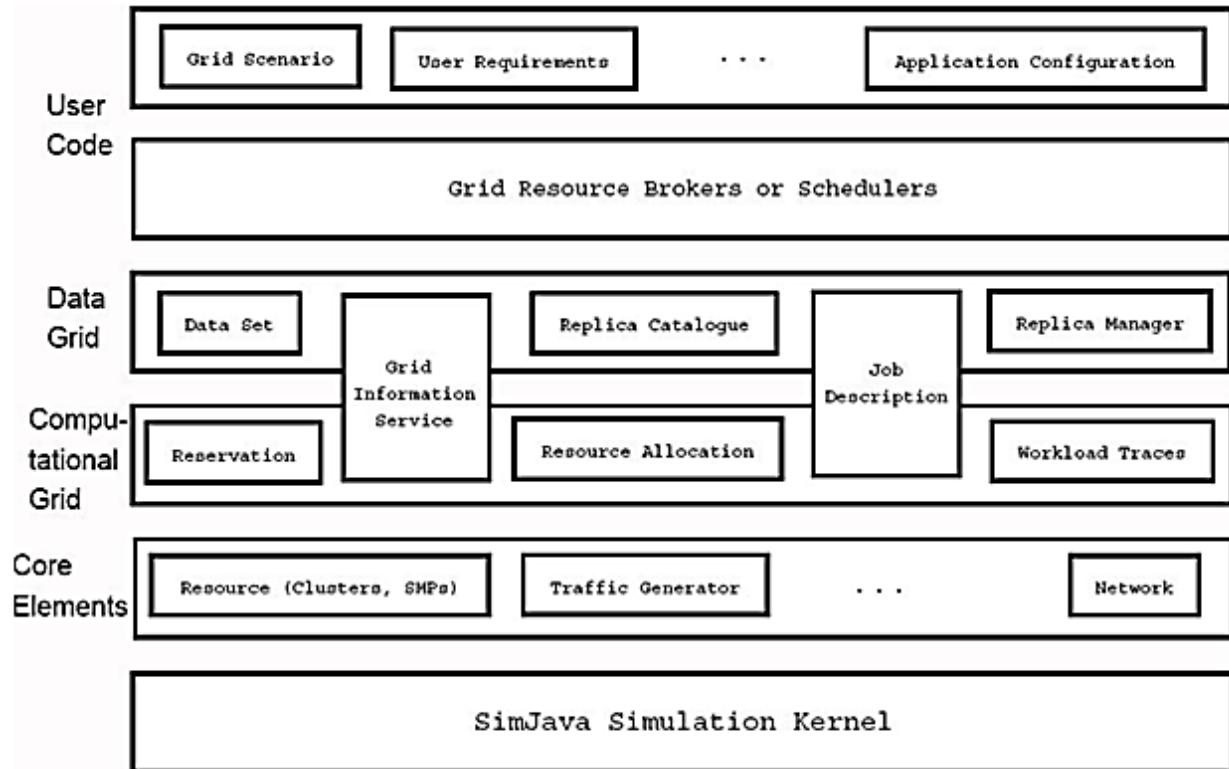 Grid Scenario
User Requirements
. . .
Application Configuration
User
Code
Grid Resource Brokers or Schedulers
Data
Grid
Data Set
Grid
Information
Service
Replica Catalogue
Job
Description
Replica Manager
Compu-
tational
Grid
Reservation
Resource Allocation
Workload Traces
Core
Elements
Resource (Clusters, SMPs)
Traffic Generator
. . .
Network
SimJava Simulation Kernel